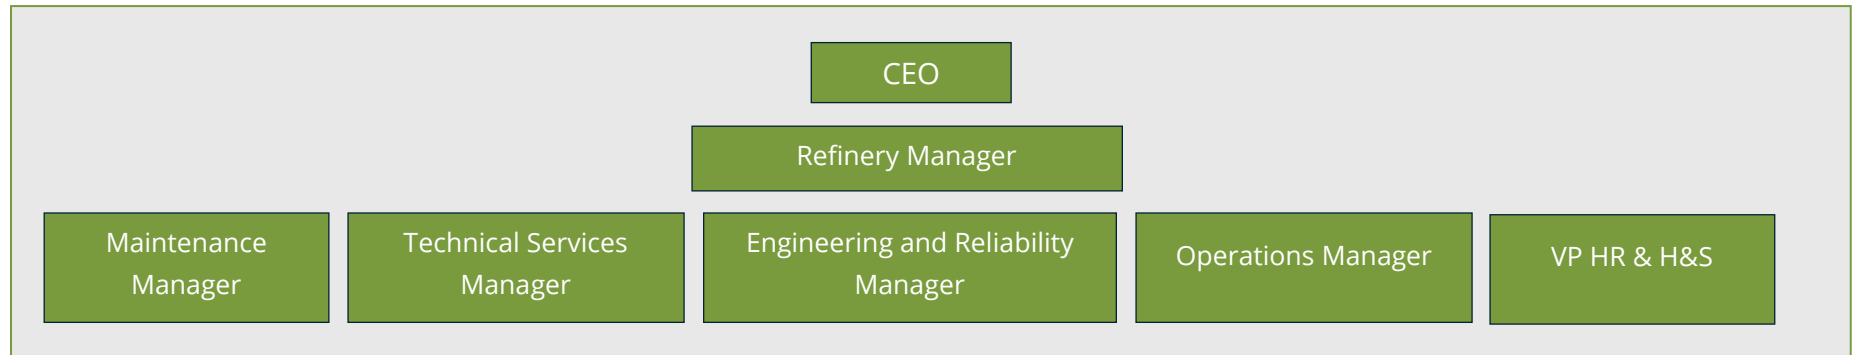 CEO
Refinery Manager
Maintenance
Manager
Technical Services
Manager
Engineering and Reliability
Manager
Operations Manager
VP HR & H&S